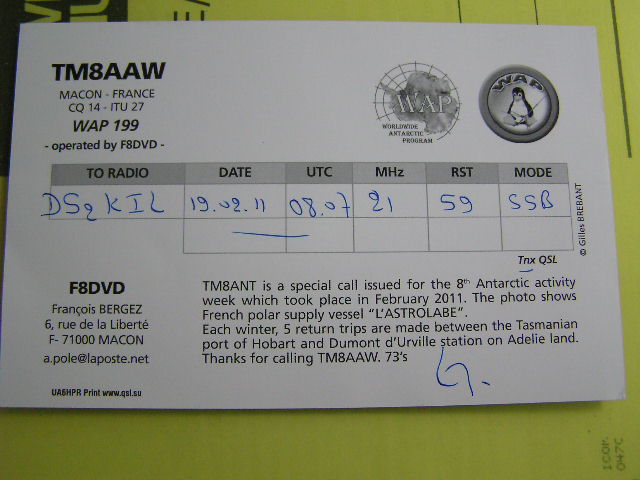 TM8AAW
MACON - FRANCE
CQ 14 - ITU 27
WAP 199
- operated by F8DVD -
WAP
WORLDWIDE
ANTARCTIC
PROGRAM
WAP
TO RADIO DATE UTC MHz RST MODE
DS2KIL 19.02.11 08.07 21 59 SSB
© Gilles BREBANT
Tnx QSL
F8DVD
François BERGEZ
6, rue de la Liberté
F- 71000 MACON
a.pole@laposte.net
TM8ANT is a special call issued for the 8th Antarctic activity
week which took place in February 2011. The photo shows
French polar supply vessel "L'ASTROLABE".
Each winter, 5 return trips are made between the Tasmanian
port of Hobart and Dumont d'Urville station on Adelie land.
Thanks for calling TM8AAW. 73's
UA6HPR Print www.qsl.su
ICOM